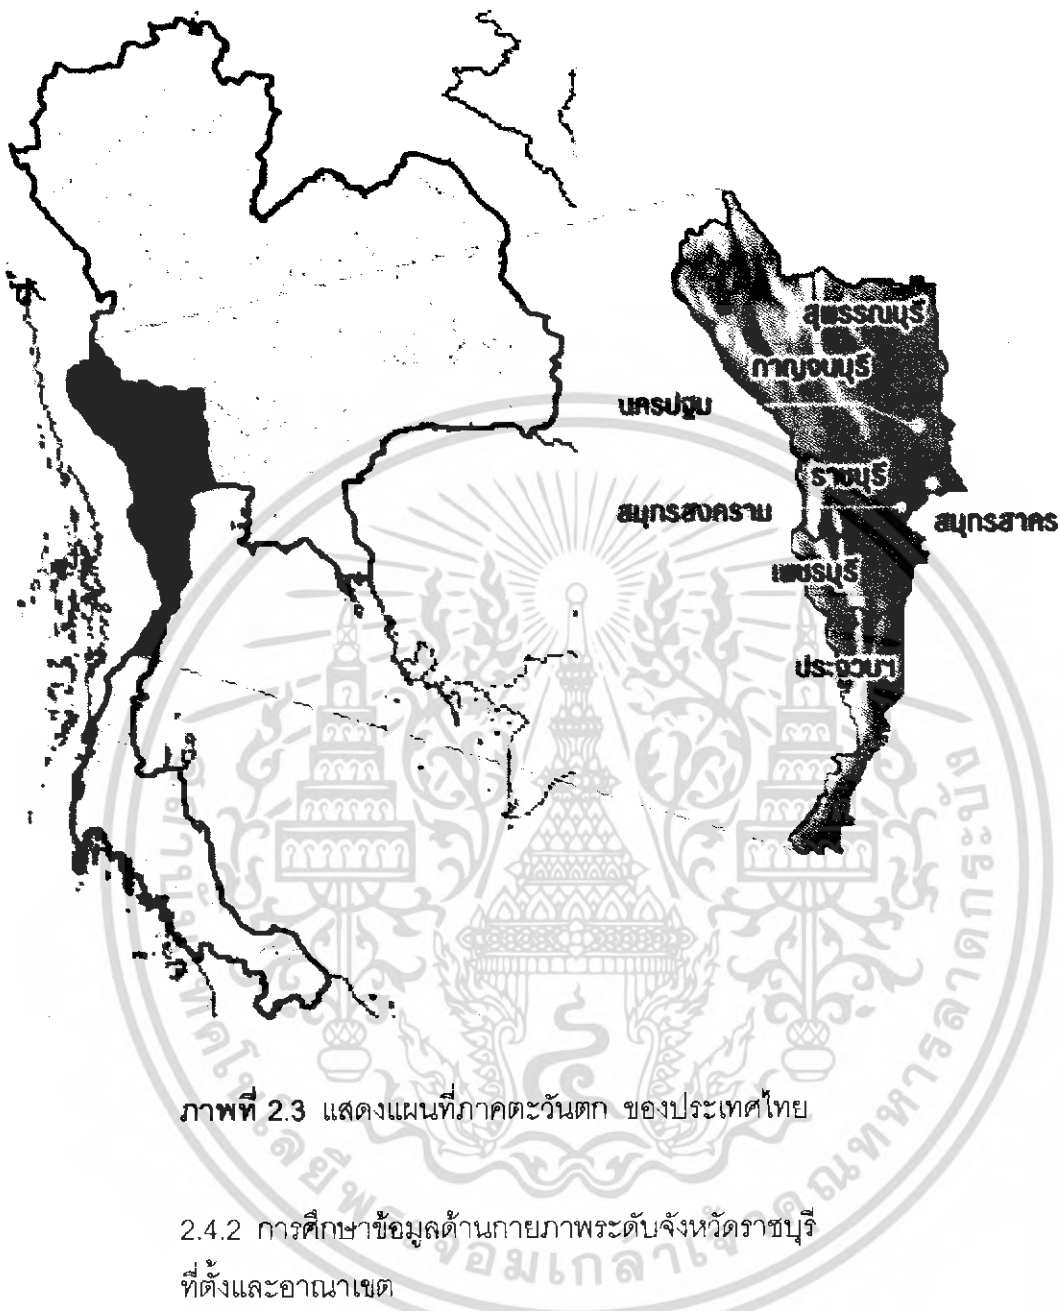 สุพรรณบุรี
กาญจนบุรี
นครปฐม
ราชบุรี
สมุทรสงคราม
สมุทรสาคร
เพชรบุรี
ประจวบฯ
ภาพที่ 2.3 แสดงแผนที่ภาคตะวันตก ของประเทศไทย
2.4.2 การศึกษาข้อมูลด้านกายภาพระดับจังหวัดราชบุรี
ที่ตั้งและอาณาเขต